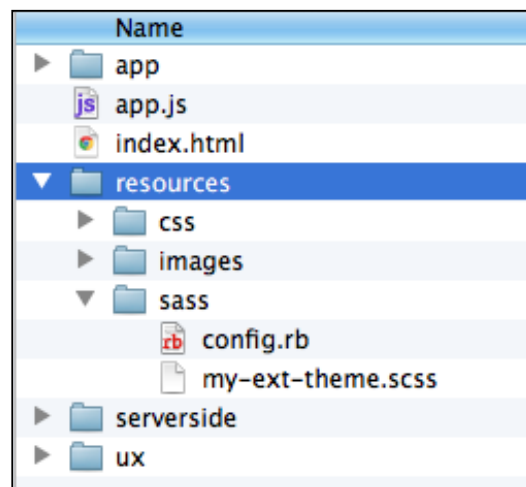 Name
app
js app.js
index.html
resources
css
images
sass
rb config.rb
my-ext-theme.scss
serverside
ux